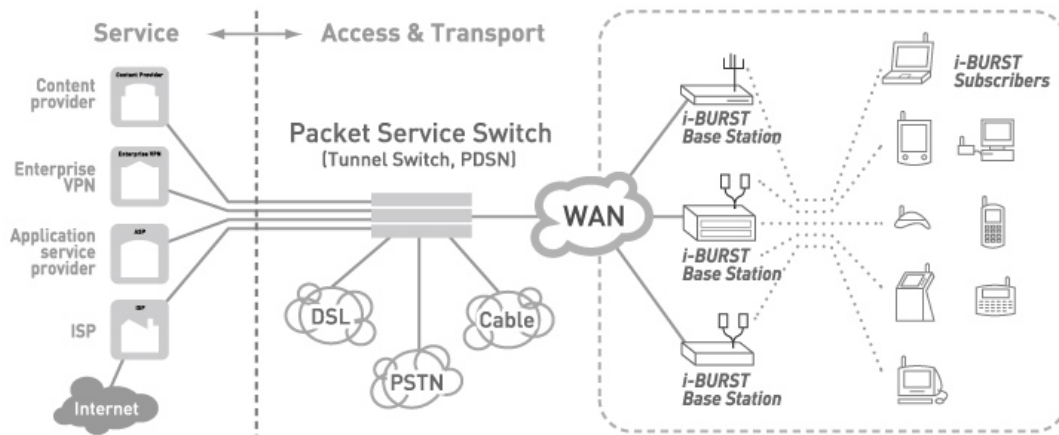 Service
Access & Transport
Content
provider
Content Provider
Enterprise
VPN
Enterprise VPN
Application
service
provider
ASP
ISP
ISP
Internet
Packet Service Switch
(Tunnel Switch, PDSN)
DSL
PSTN
Cable
WAN
i-BURST
Base Station
i-BURST
Base Station
i-BURST
Base Station
i-BURST
Subscribers